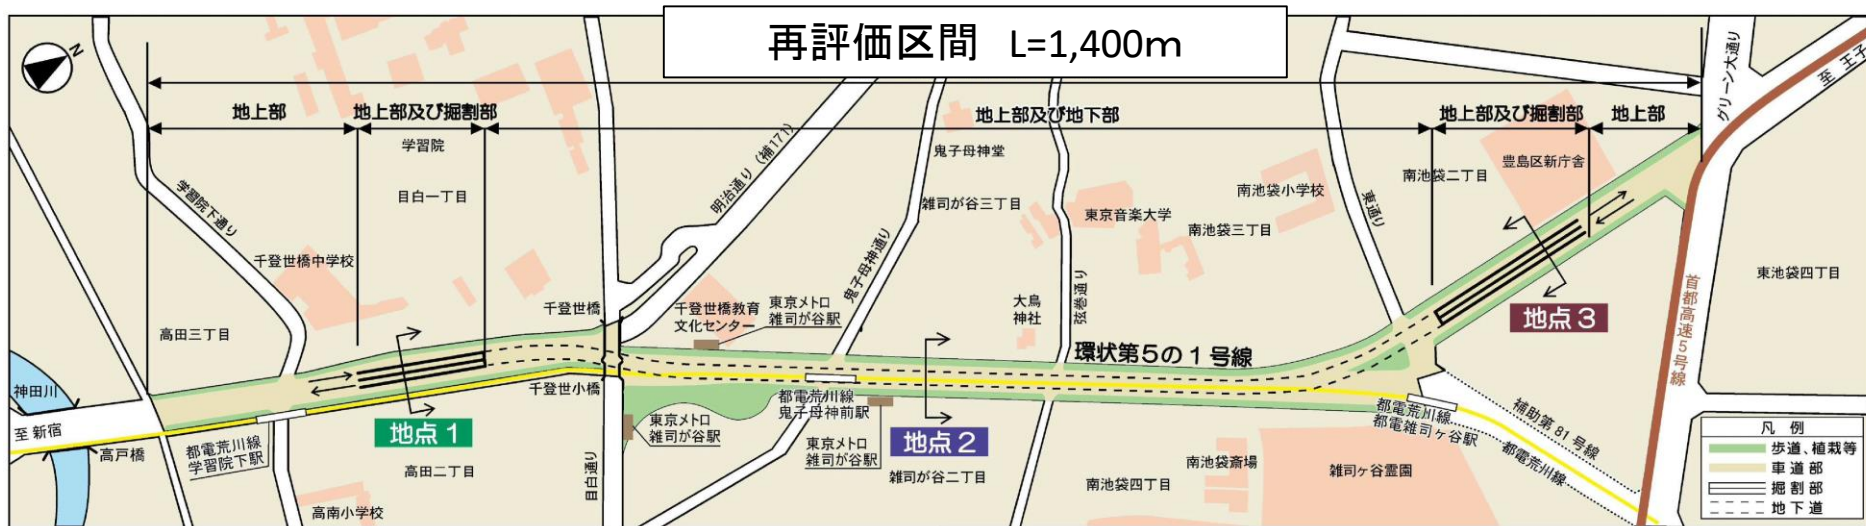 再評価区間 L=1,400m
N
地上部
地上部及び掘割部
地上部及び地下部
地上部及び掘割部
地上部
グリーン大通り
至 王子
学習院
目白一丁目
学習院下通り
千登世橋中学校
高田三丁目
明治通り(補171)
鬼子母神堂
雑司が谷三丁目
鬼子母神通り
東京音楽大学
南池袋小学校
南池袋三丁目
東通り
南池袋二丁目
豊島区新庁舎
東池袋四丁目
首都高速5号線
千登世橋
千登世橋教育
文化センター
東京メトロ
雑司が谷駅
大鳥
神社
弦巻通り
環状第5の1号線
地点3
神田川
至 新宿
高戸橋
都電荒川線
学習院下駅
地点1
高田二丁目
高南小学校
千登世小橋
目白通り
東京メトロ
雑司が谷駅
都電荒川線
鬼子母神前駅
東京メトロ
雑司が谷駅
地点2
雑司が谷二丁目
南池袋四丁目
南池袋斎場
雑司ヶ谷霊園
都電荒川線
都電雑司ヶ谷駅
補助第81号線
都電荒川線
凡 例
歩道、植栽等
車道部
掘割部
地下道